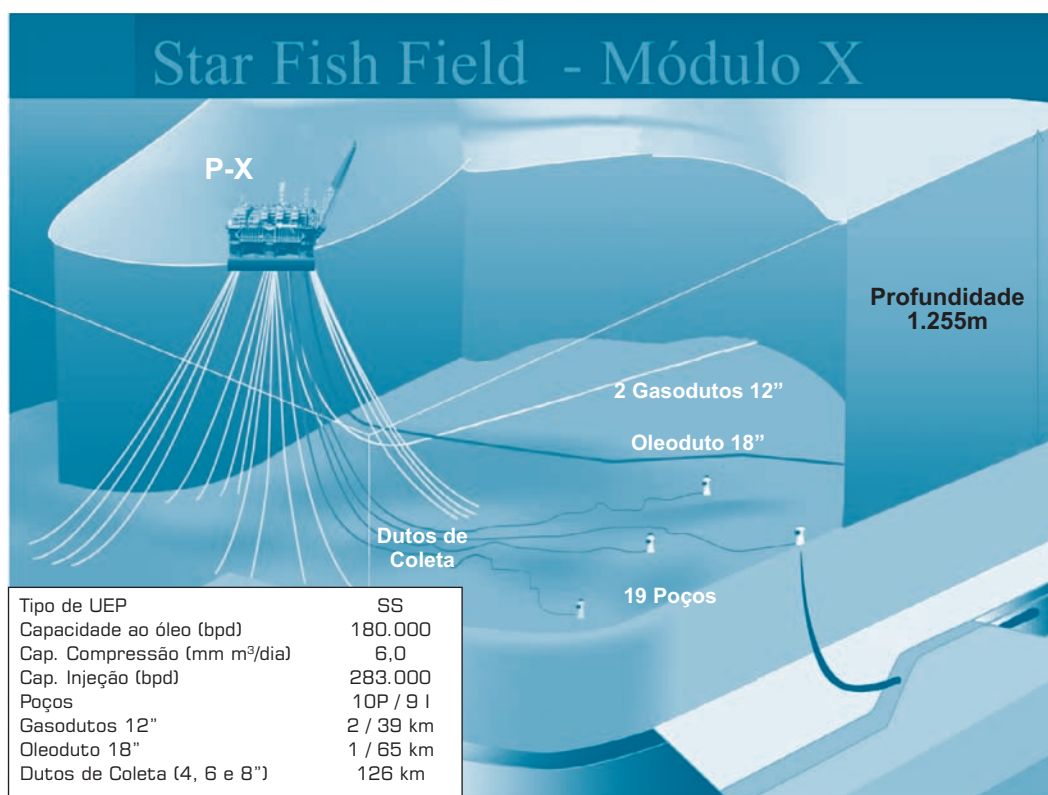 Star Fish Field - Módulo X
P-X
Profundidade
1.255m
2 Gasodutos 12”
Oleoduto 18”
Dutos de
Coleta
19 Poços
Tipo de UEP SS
Capacidade ao óleo (bpd) 180.000
Cap. Compressão (mm m³/dia) 6,0
Cap. Injeção (bpd) 283.000
Poços 10P / 9 I
Gasodutos 12” 2 / 39 km
Oleoduto 18” 1 / 65 km
Dutos de Coleta (4, 6 e 8”) 126 km